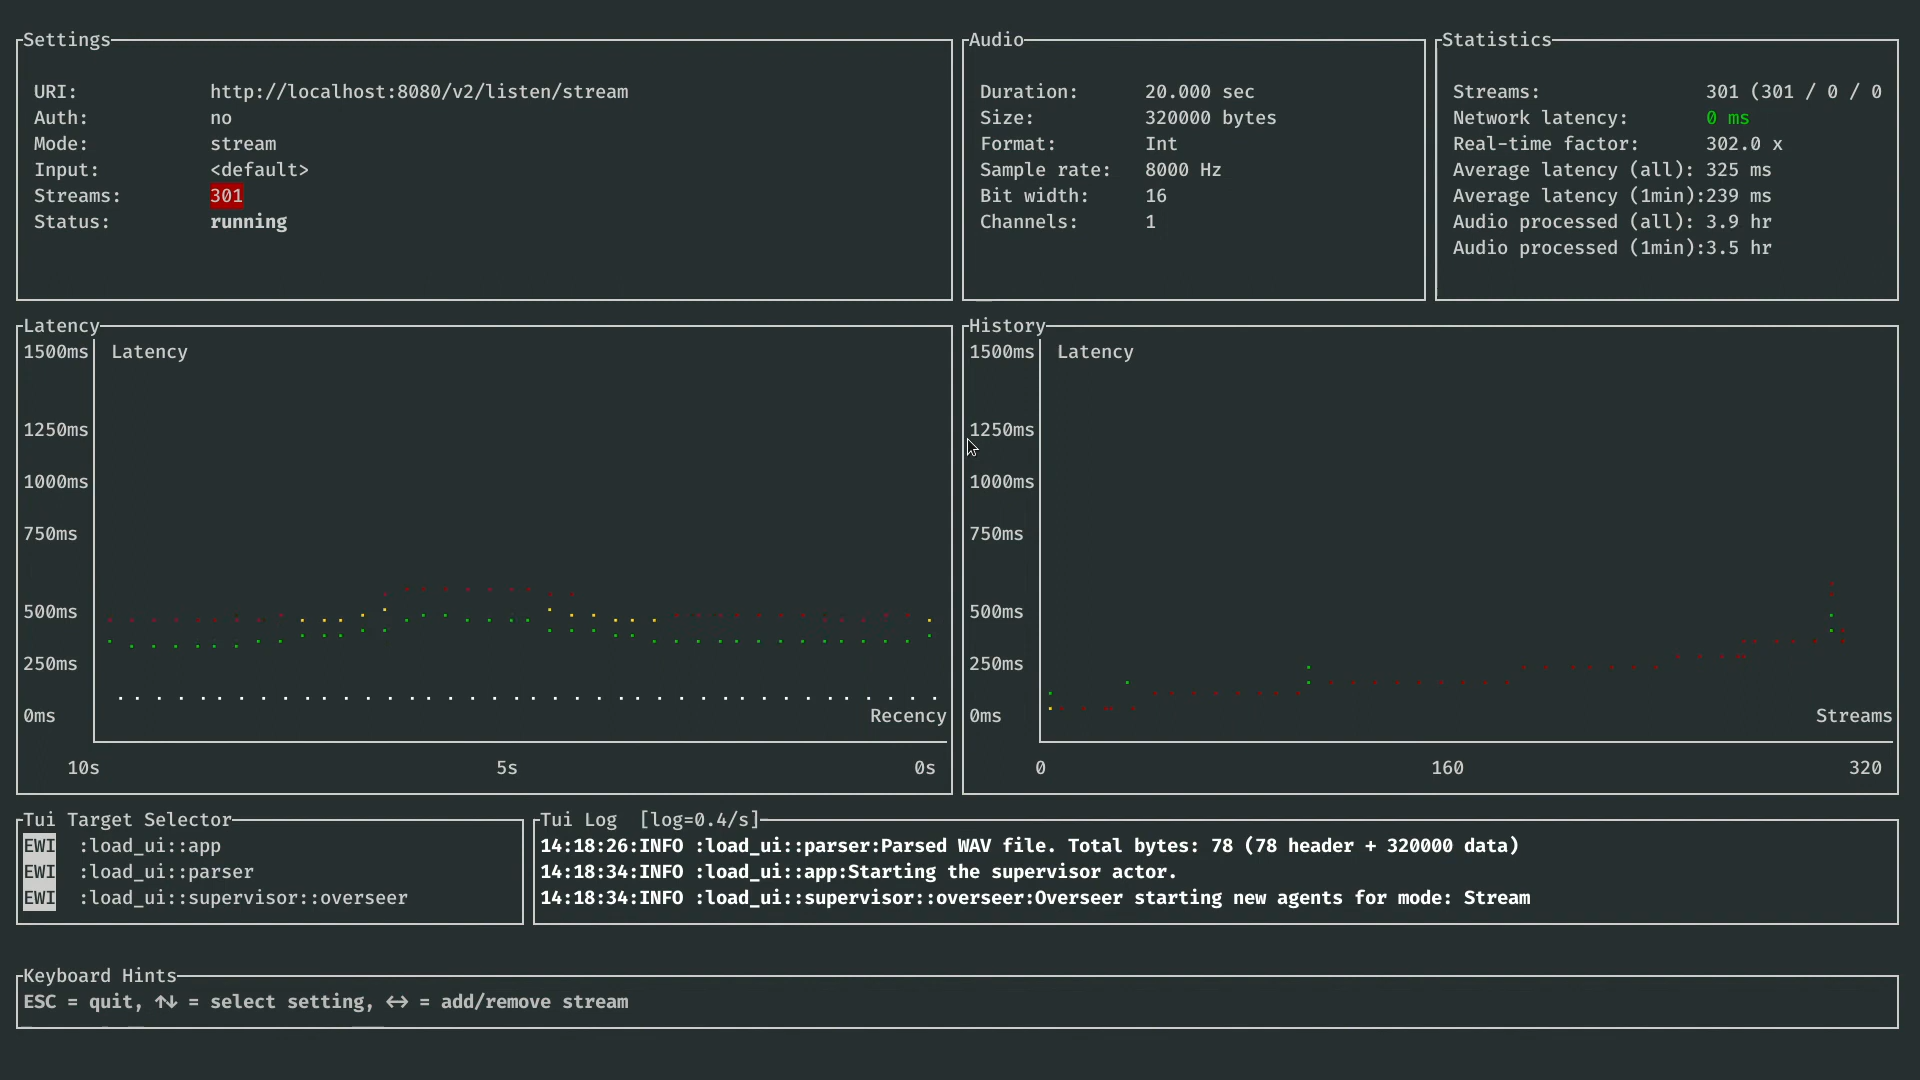 Settings
URI: http://localhost:8080/v2/listen/stream
Auth: no
Mode: stream
Input: <default>
Streams: 301
Status: running
Audio
Duration: 20.000 sec
Size: 320000 bytes
Format: Int
Sample rate: 8000 Hz
Bit width: 16
Channels: 1
Statistics
Streams: 301 (301 / 0 / 0
Network latency: 0 ms
Real-time factor: 302.0 x
Average latency (all): 325 ms
Average latency (1min):239 ms
Audio processed (all): 3.9 hr
Audio processed (1min):3.5 hr
Latency
1500ms Latency
1250ms
1000ms
750ms
500ms
250ms
0ms Recency
10s 5s 0s
History
1500ms Latency
1250ms
1000ms
750ms
500ms
250ms
0ms Streams
0 160 320
Tui Target Selector
EWI :load_ui::app
EWI :load_ui::parser
EWI :load_ui::supervisor::overseer
Tui Log [log=0.4/s]
14:18:26:INFO :load_ui::parser:Parsed WAV file. Total bytes: 78 (78 header + 320000 data)
14:18:34:INFO :load_ui::app:Starting the supervisor actor.
14:18:34:INFO :load_ui::supervisor::overseer:Overseer starting new agents for mode: Stream
Keyboard Hints
ESC = quit, ↑↓ = select setting, ↔ = add/remove stream